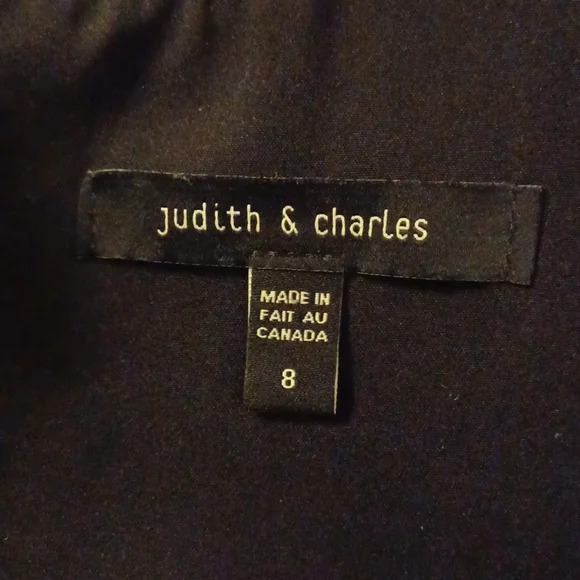 judith & charles
MADE IN
FAIT AU
CANADA
8